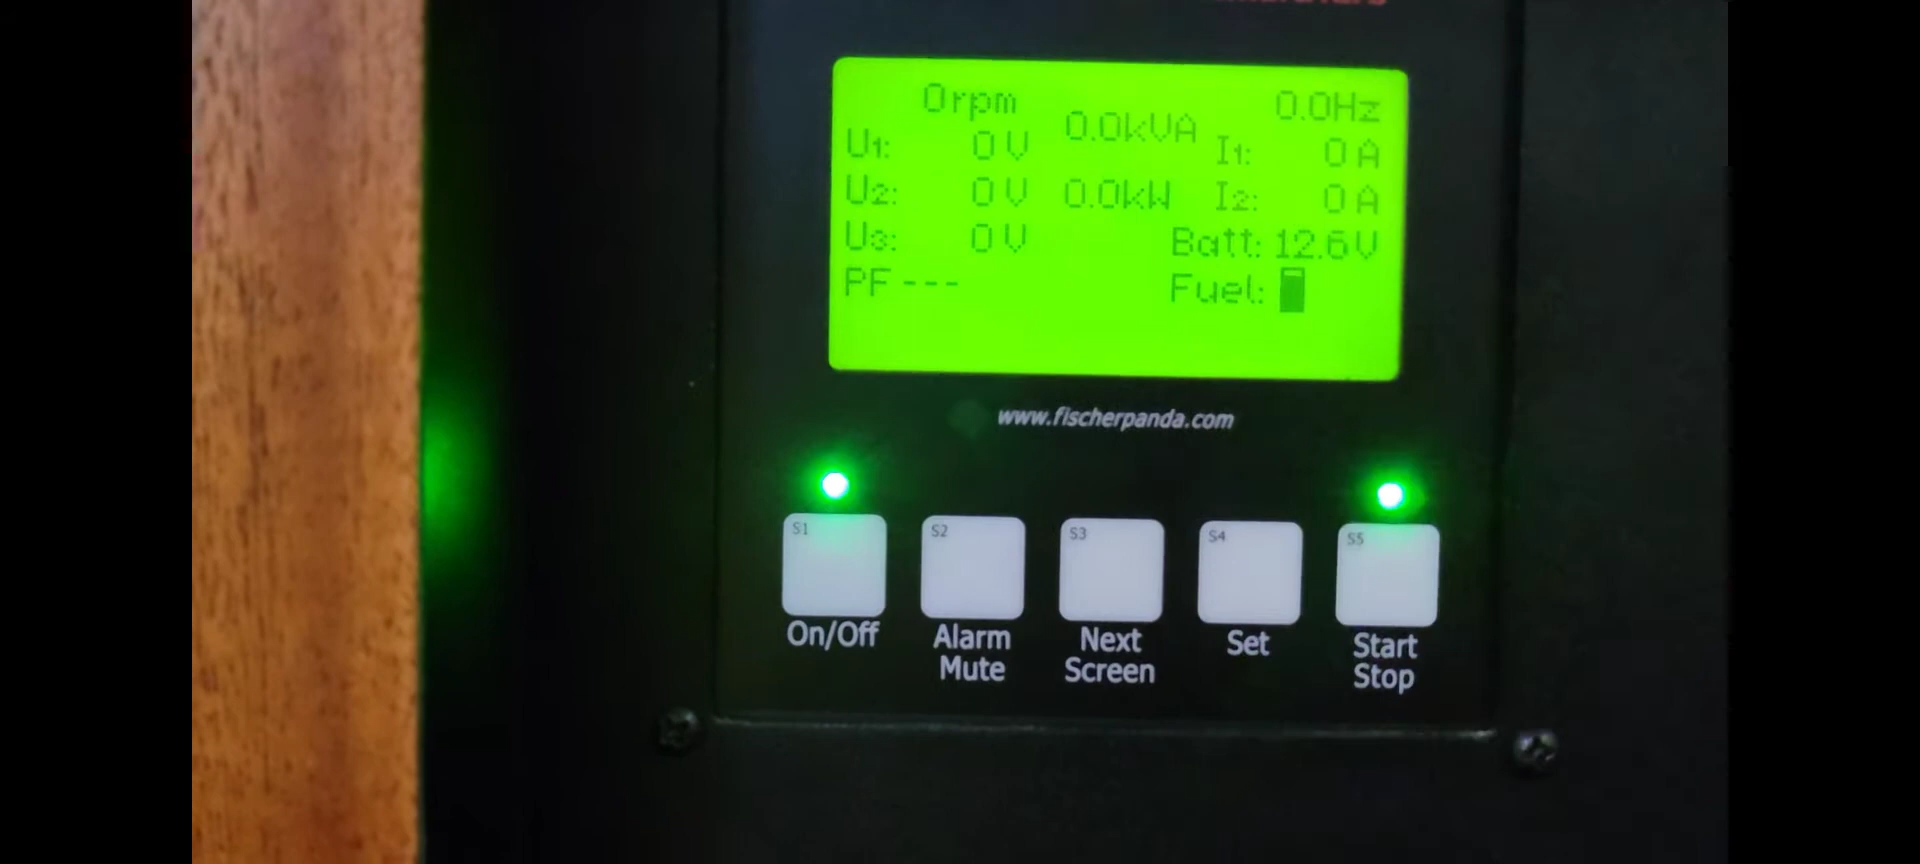 0rpm 0.0Hz
U1: 0 V 0.0kVA I1: 0 A
U2: 0 V 0.0kW I2: 0 A
U3: 0 V Batt: 12.6V
PF --- Fuel:
www.fischerpanda.com
S1 S2 S3 S4 S5
On/Off Alarm Mute Next Screen Set Start Stop